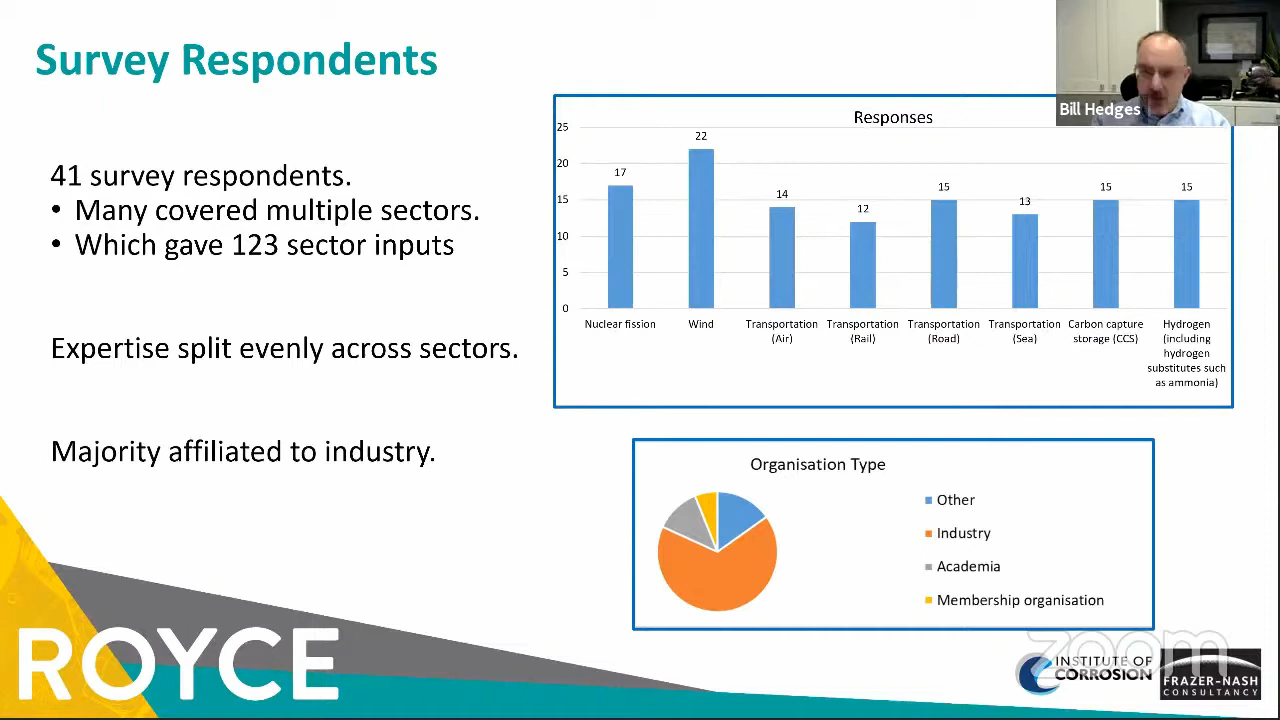 Survey Respondents
Bill Hedges
41 survey respondents.
• Many covered multiple sectors.
• Which gave 123 sector inputs
Expertise split evenly across sectors.
Majority affiliated to industry.
Responses
25
20
15
10
5
0
17
22
14
12
15
13
15
15
Nuclear fission
Wind
Transportation
(Air)
Transportation
(Rail)
Transportation
(Road)
Transportation
(Sea)
Carbon capture
storage (CCS)
Hydrogen
(including
hydrogen
substitutes such
as ammonia)
Organisation Type
Other
Industry
Academia
Membership organisation
ROYCE
zoom
INSTITUTE OF
CORROSION
FRAZER-NASH
CONSULTANCY